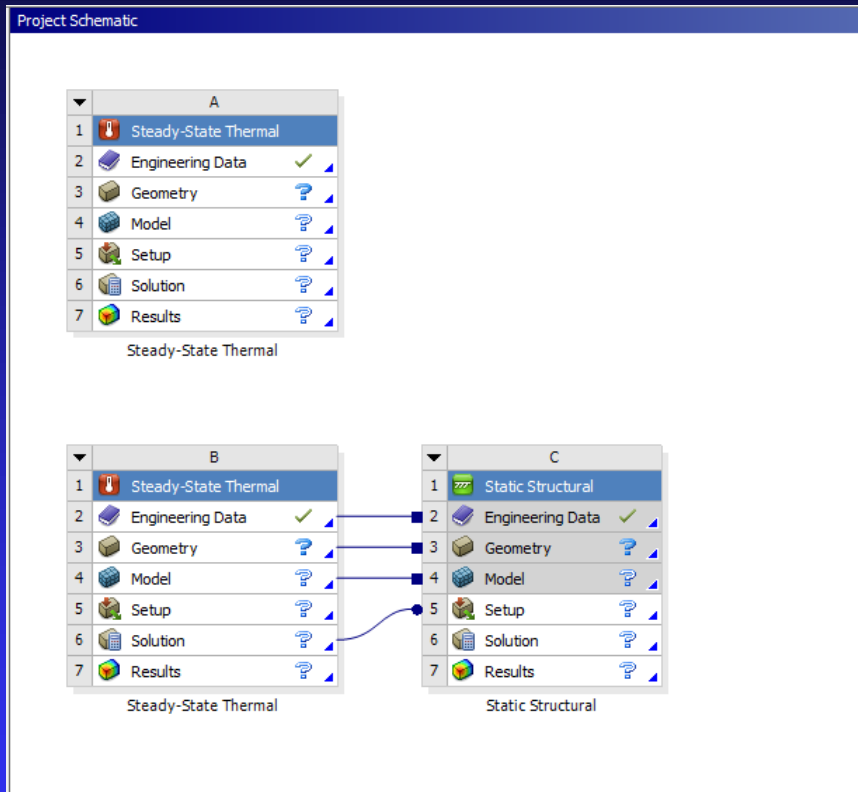 Project Schematic
A
1 Steady-State Thermal
2 Engineering Data
3 Geometry
4 Model
5 Setup
6 Solution
7 Results
Steady-State Thermal
B
1 Steady-State Thermal
2 Engineering Data
3 Geometry
4 Model
5 Setup
6 Solution
7 Results
Steady-State Thermal
C
1 Static Structural
2 Engineering Data
3 Geometry
4 Model
5 Setup
6 Solution
7 Results
Static Structural